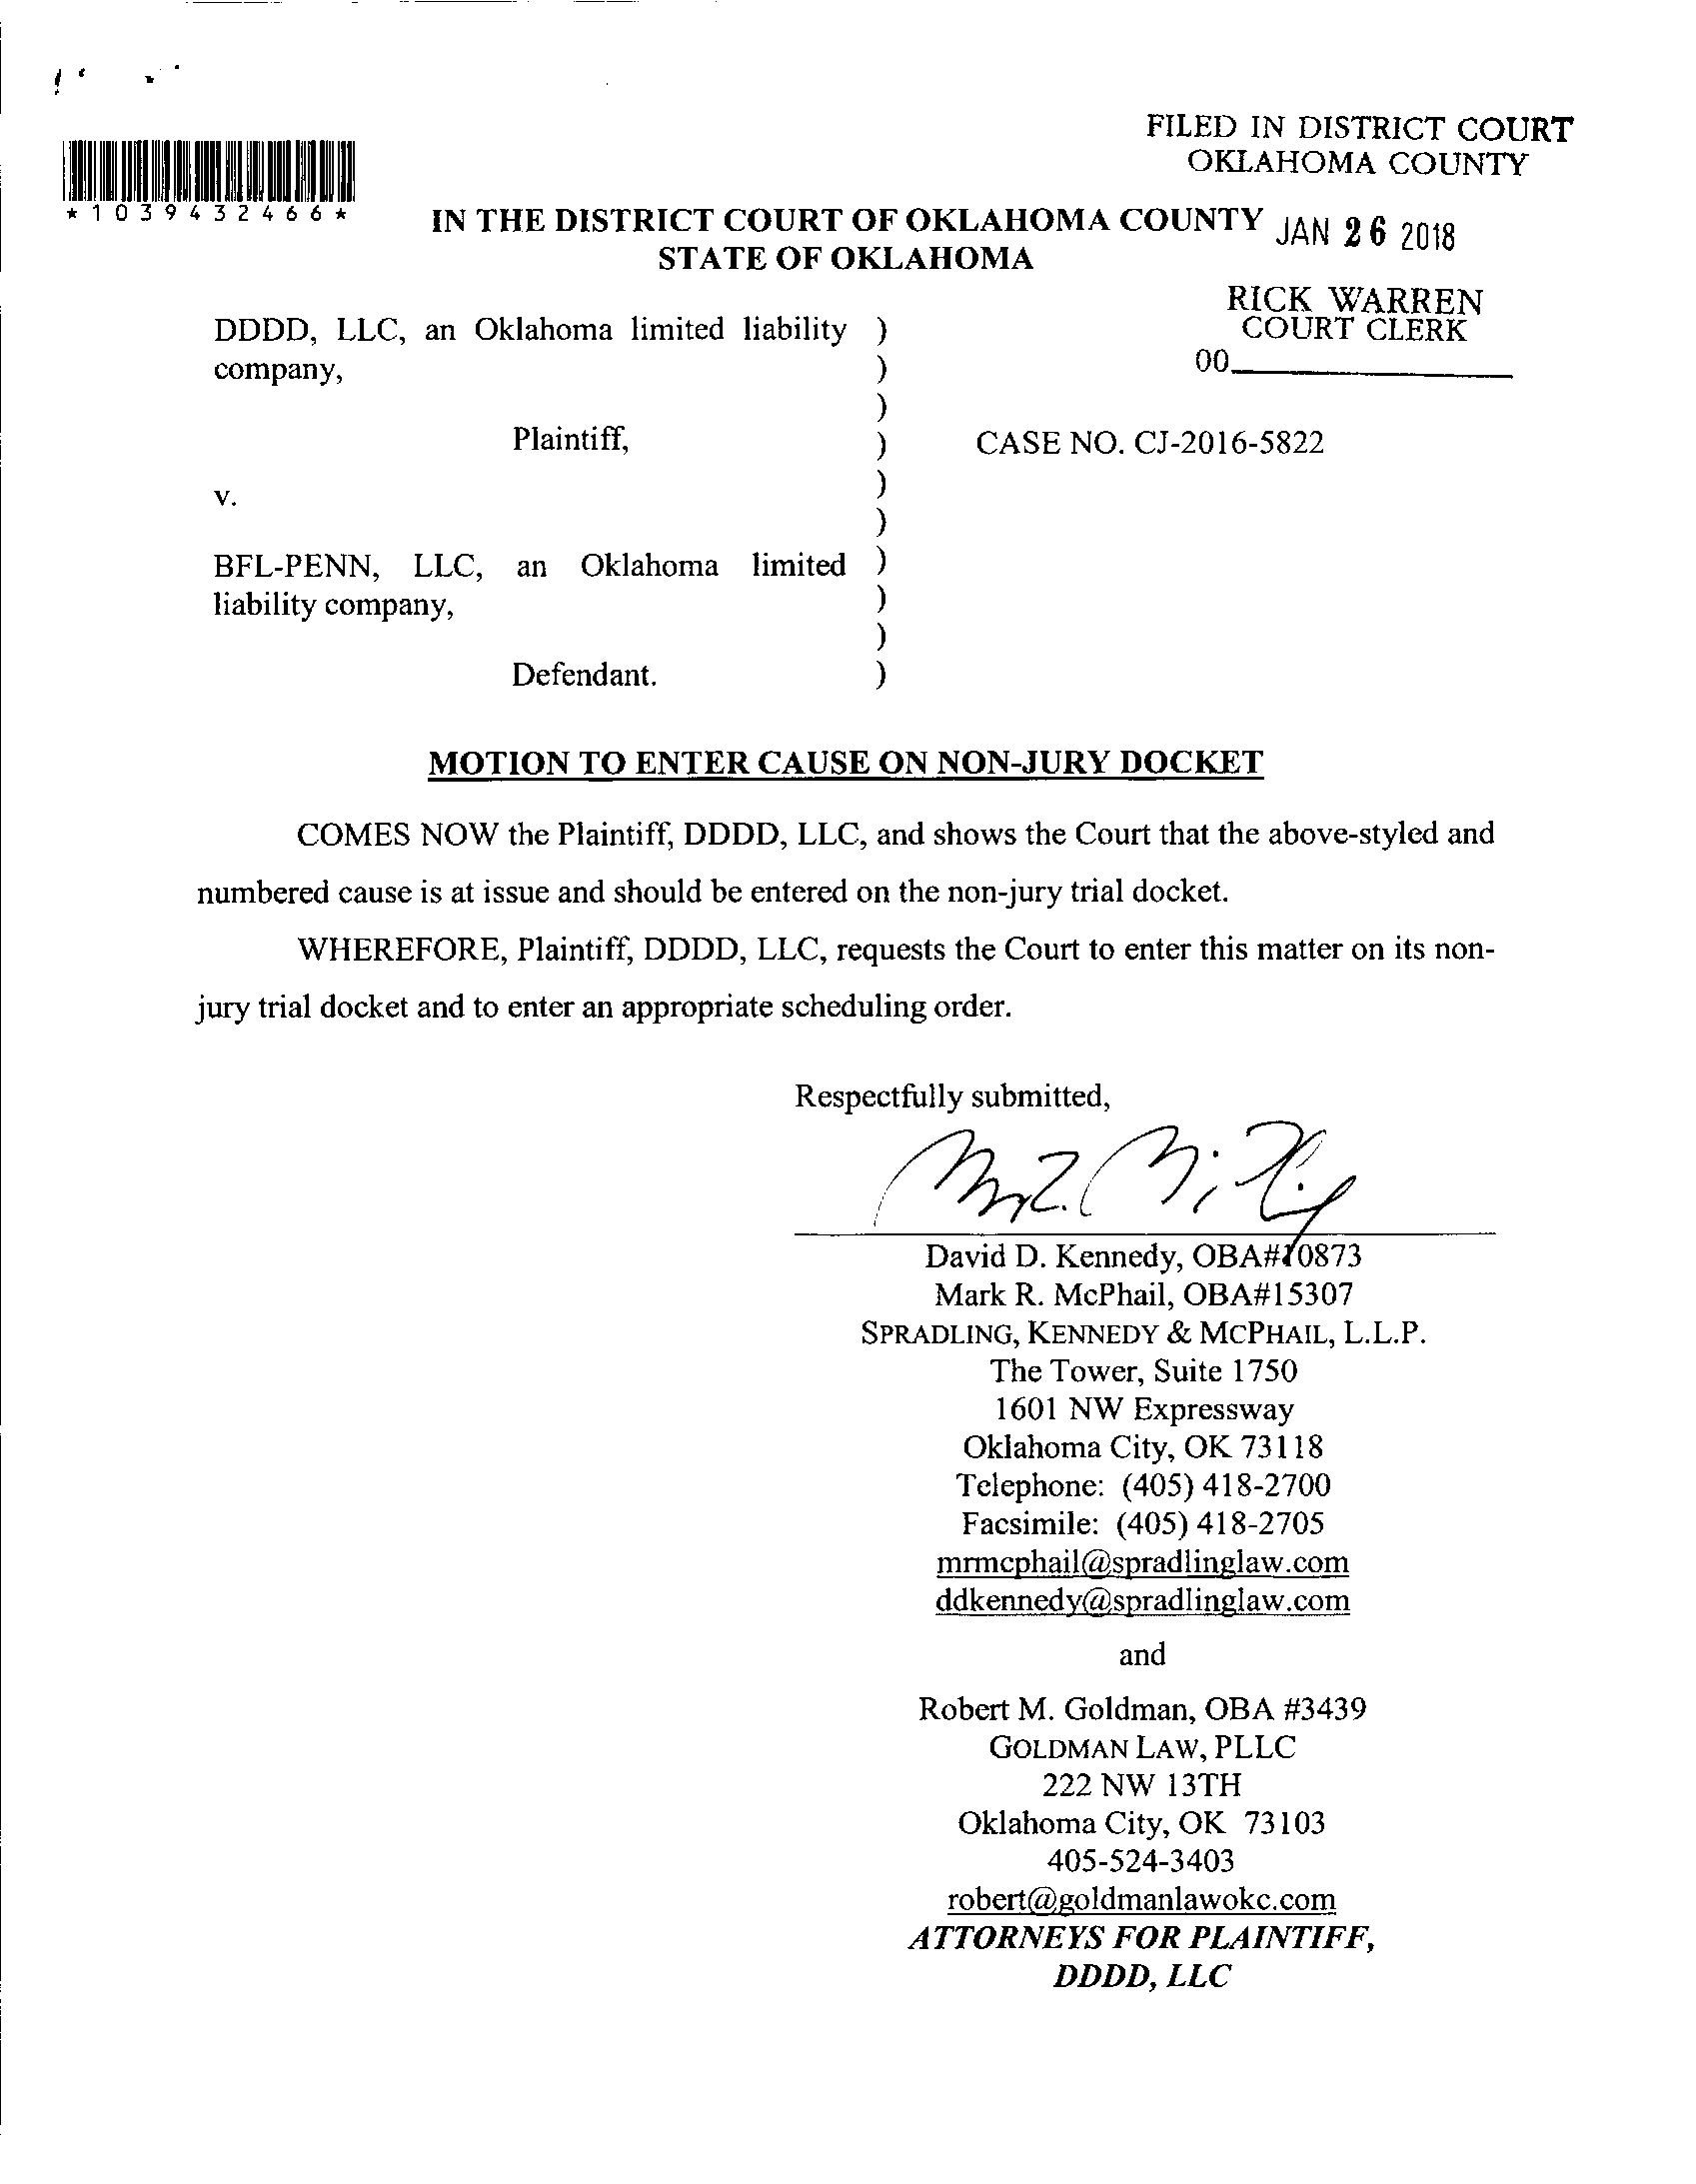 FILED IN DISTRICT COURT
OKLAHOMA COUNTY
*1039432466*
IN THE DISTRICT COURT OF OKLAHOMA COUNTY
JAN 26 2018
STATE OF OKLAHOMA
RICK WARREN
COURT CLERK
00
DDDD, LLC, an Oklahoma limited liability )
company, )
)
Plaintiff, ) CASE NO. CJ-2016-5822
)
v.
)
BFL-PENN, LLC, an Oklahoma limited )
liability company, )
)
Defendant. )
MOTION TO ENTER CAUSE ON NON-JURY DOCKET
COMES NOW the Plaintiff, DDDD, LLC, and shows the Court that the above-styled and
numbered cause is at issue and should be entered on the non-jury trial docket.
WHEREFORE, Plaintiff, DDDD, LLC, requests the Court to enter this matter on its non-
jury trial docket and to enter an appropriate scheduling order.
Respectfully submitted,
David D. Kennedy, OBA#10873
Mark R. McPhail, OBA#15307
SPRADLING, KENNEDY & MCPHAIL, L.L.P.
The Tower, Suite 1750
1601 NW Expressway
Oklahoma City, OK 73118
Telephone: (405) 418-2700
Facsimile: (405) 418-2705
mrmcphail@spradlinglaw.com
ddkennedy@spradlinglaw.com
and
Robert M. Goldman, OBA #3439
GOLDMAN LAW, PLLC
222 NW 13TH
Oklahoma City, OK 73103
405-524-3403
robert@goldmanlawokc.com
ATTORNEYS FOR PLAINTIFF,
DDDD, LLC